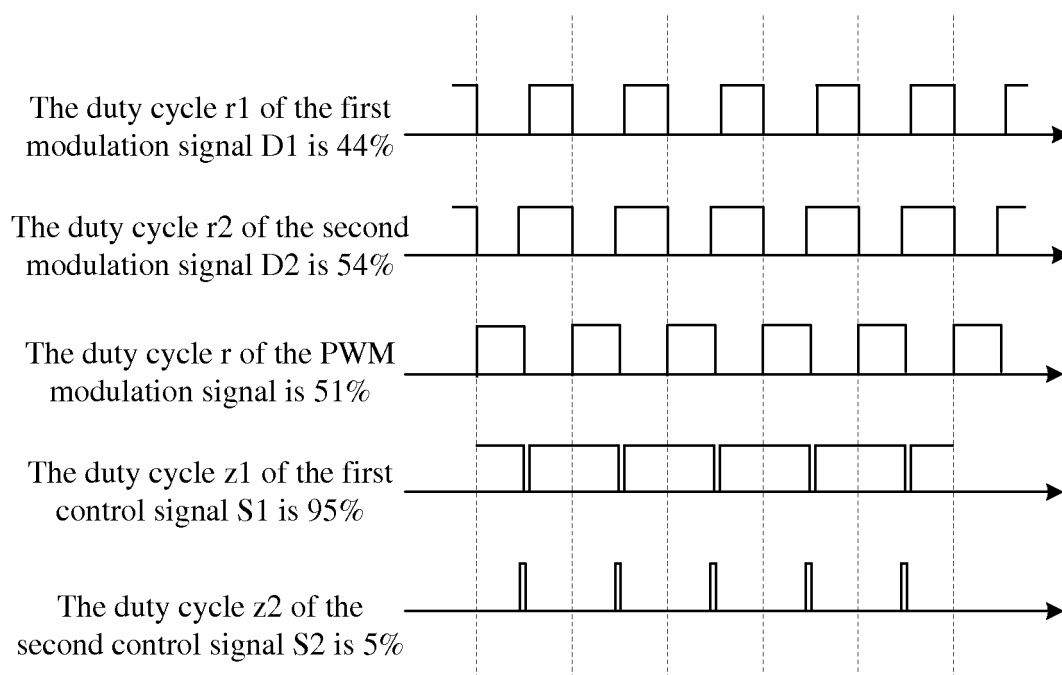 The duty cycle r1 of the first
modulation signal D1 is 44%
The duty cycle r2 of the second
modulation signal D2 is 54%
The duty cycle r of the PWM
modulation signal is 51%
The duty cycle z1 of the first
control signal S1 is 95%
The duty cycle z2 of the
second control signal S2 is 5%